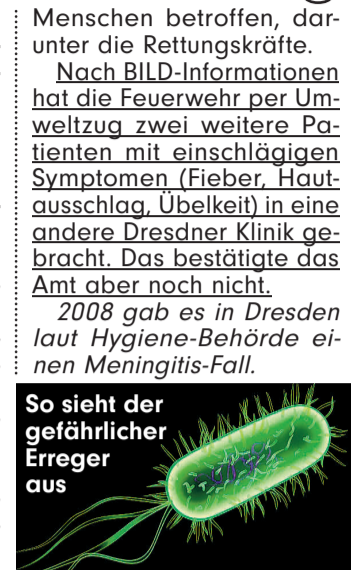 Menschen betroffen, dar-
unter die Rettungskräfte.
Nach BILD-Informationen
hat die Feuerwehr per Um-
weltzug zwei weitere Pa-
tienten mit einschlägigen
Symptomen (Fieber, Haut-
ausschlag, Übelkeit) in eine
andere Dresdner Klinik ge-
bracht. Das bestätigte das
Amt aber noch nicht.
2008 gab es in Dresden
laut Hygiene-Behörde ei-
nen Meningitis-Fall.
So sieht der
gefährlicher
Erreger
aus